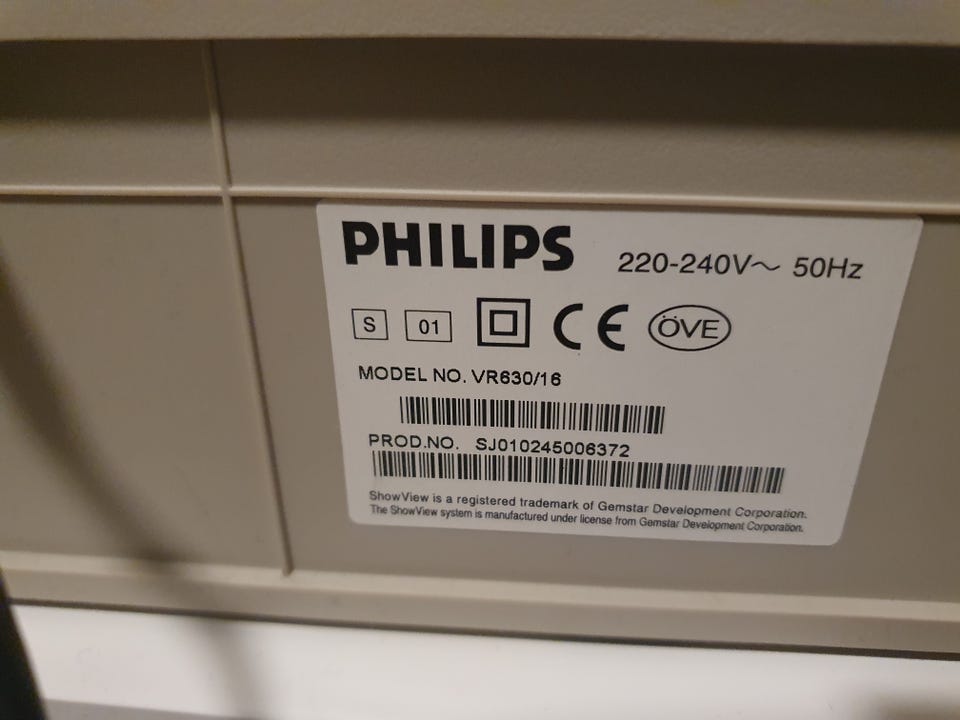 PHILIPS 220-240V~ 50Hz
S 01 CE ÖVE
MODEL NO. VR630/16
PROD.NO. SJ010245006372
ShowView is a registered trademark of Gemstar Development Corporation.
The ShowView system is manufactured under license from Gemstar Development Corporation.